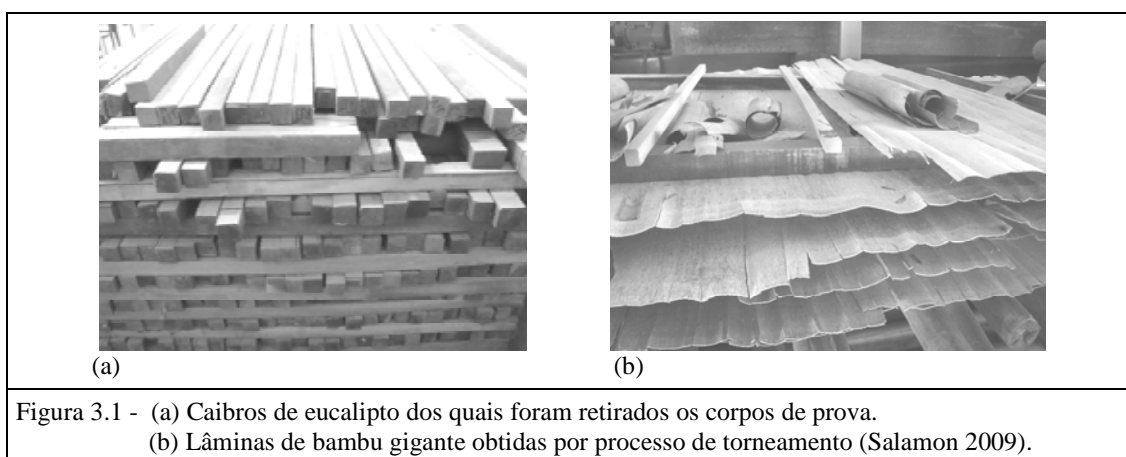 (a) (b)
Figura 3.1 - (a) Caibros de eucalipto dos quais foram retirados os corpos de prova.
(b) Lâminas de bambu gigante obtidas por processo de torneamento (Salamon 2009).